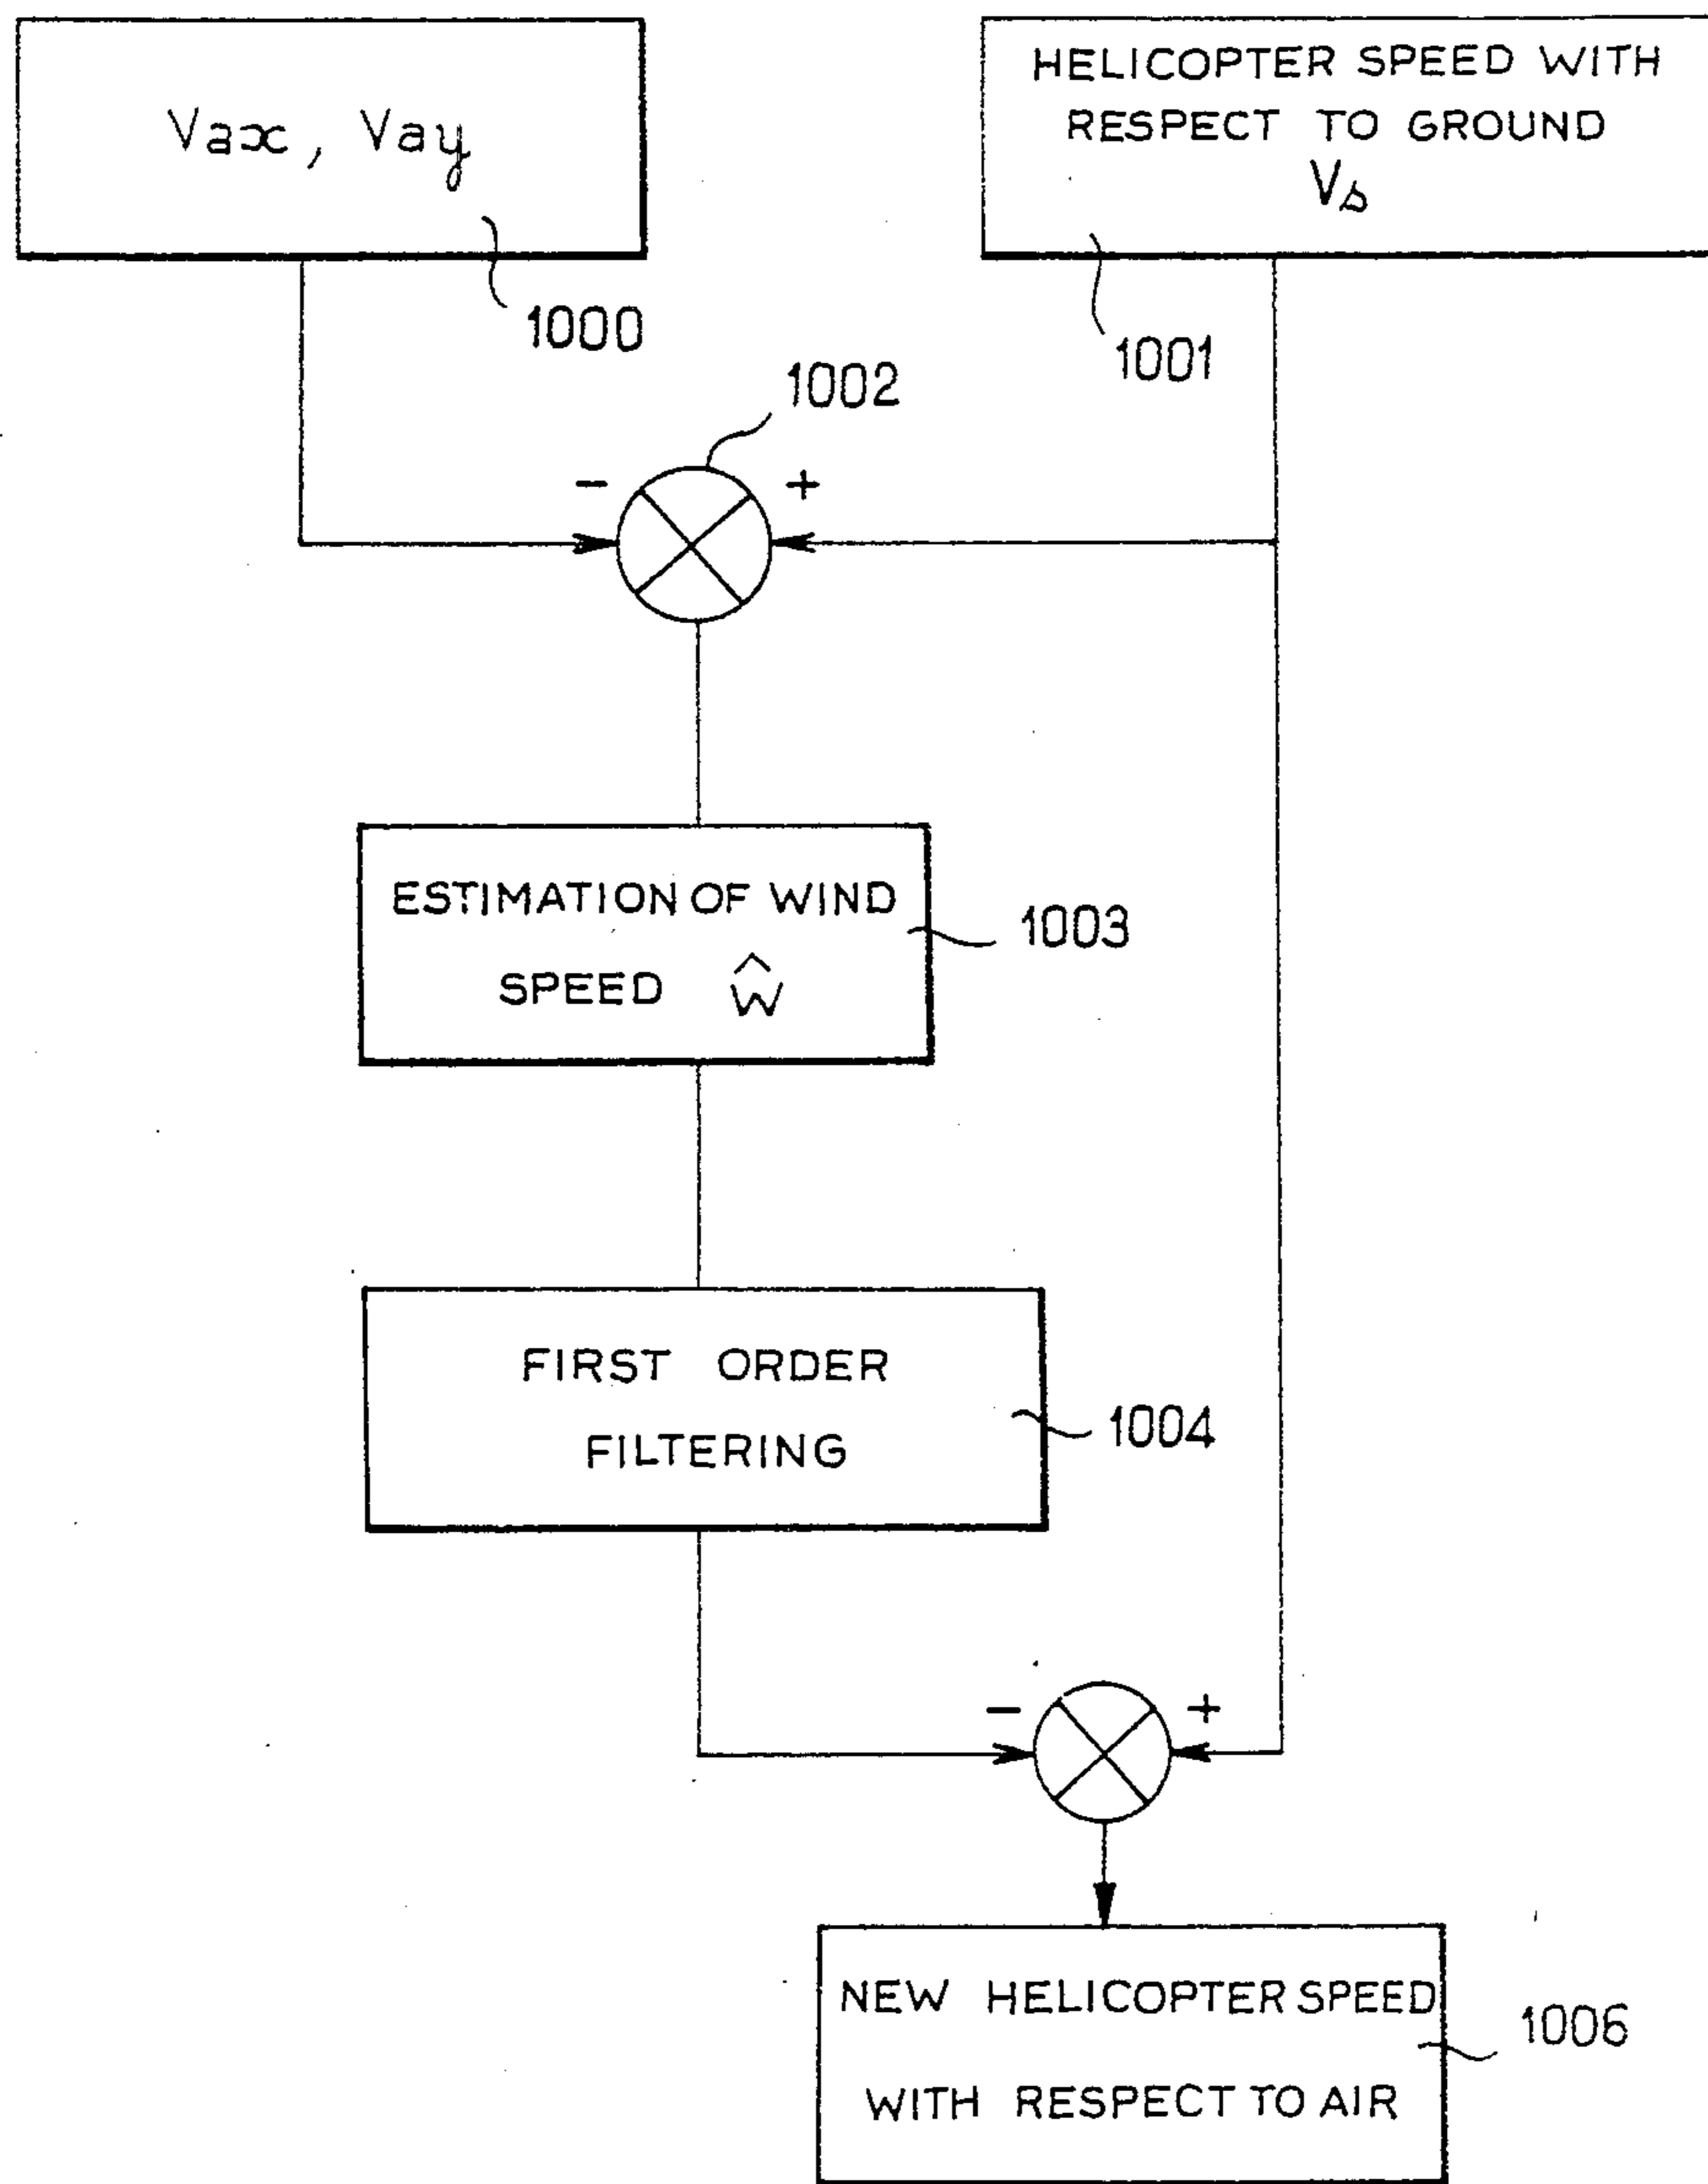 Vax, Vay
1000
HELICOPTER SPEED WITH
RESPECT TO GROUND
Vs
1001
1002
- +
ESTIMATION OF WIND
SPEED Ŵ
1003
FIRST ORDER
FILTERING
1004
- +
NEW HELICOPTER SPEED
WITH RESPECT TO AIR
1006